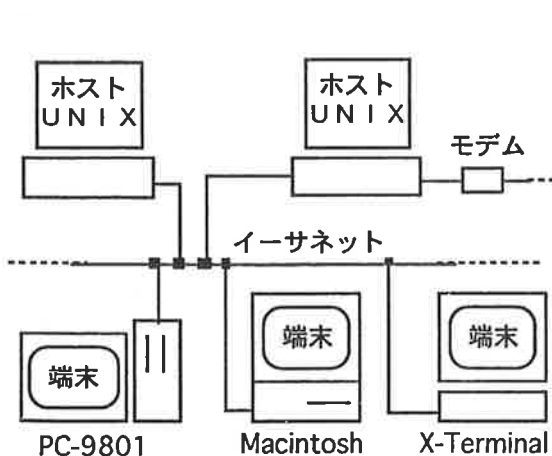 ホスト
UNIX
ホスト
UNIX
モデム
イーサネット
端末
端末
端末
PC-9801
Macintosh
X-Terminal